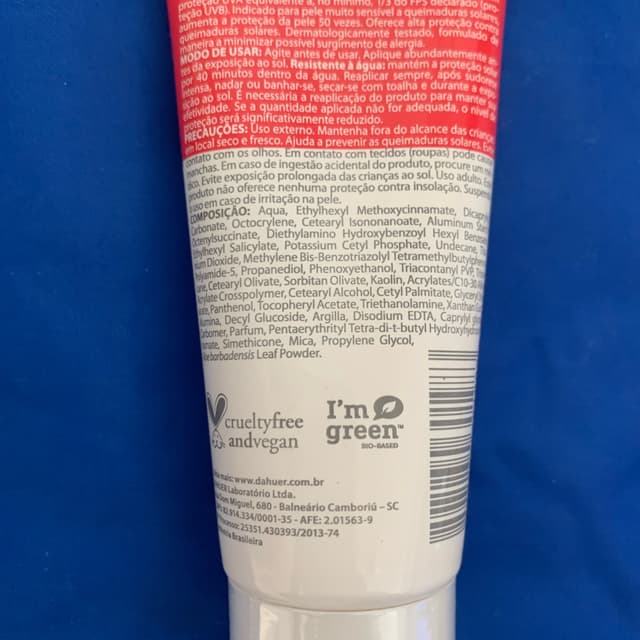 proteção UVA equivalente a, no mínimo, 1/3 do FPS declarado
teção UVB). Indicado para pele muito sensível a queimaduras solares,
aumenta a proteção da pele 50 vezes. Oferece alta proteção contra
queimaduras solares. Dermatologicamente testado, formulado de
maneira a minimizar possível surgimento de alergia.
MODO DE USAR: Agite antes de usar. Aplique abundantemente
da exposição ao sol. Resistente à água: mantém a proteção
por 40 minutos dentro da água. Reaplicar sempre, após
intensa, nadar ou banhar-se, secar-se com toalha e durante a
ao sol. É necessária a reaplicação do produto para manter
efetividade. Se a quantidade aplicada não for adequada, o nível
proteção será significativamente reduzido.
PRECAUÇÕES: Uso externo. Mantenha fora do alcance das
Em local seco e fresco. Ajuda a prevenir as queimaduras solares.
contato com os olhos. Em contato com tecidos (roupas) pode
manchas. Em caso de ingestão acidental do produto, procure um
Evite exposição prolongada das crianças ao sol. Uso adulto.
produto não oferece nenhuma proteção contra insolação.
uso em caso de irritação na pele.
COMPOSIÇÃO: Aqua, Ethylhexyl Methoxycinnamate,
Carbonate, Octocrylene, Cetearyl Isononanoate, Aluminum
Octenylsuccinate, Diethylamino Hydroxybenzoyl Hexyl
Ethylhexyl Salicylate, Potassium Cetyl Phosphate, Undecane,
Dioxide, Methylene Bis-Benzotriazolyl
Polyamide-5, Propanediol, Phenoxyethanol, Triacontanyl PVP,
Cetearyl Olivate, Sorbitan Olivate, Kaolin, Acrylates/C10-30
Crosspolymer, Cetearyl Alcohol, Cetyl Palmitate,
Panthenol, Tocopheryl Acetate, Triethanolamine, Xanthan
Decyl Glucoside, Argilla, Disodium EDTA, Caprylyl
Carbomer, Parfum, Pentaerythrityl Tetra-di-t-butyl
Simethicone, Mica, Propylene Glycol,
barbadensis Leaf Powder.
crueltyfree
andvegan
I'm
green™
BIO-BASED
mais: www.dahuer.com.br
Laboratório Ltda.
Dom Miguel, 680 - Balneário Camboriú – SC
.914.334/0001-35 - AFE: 2.01563-9
25351.430393/2013-74
Brasileira